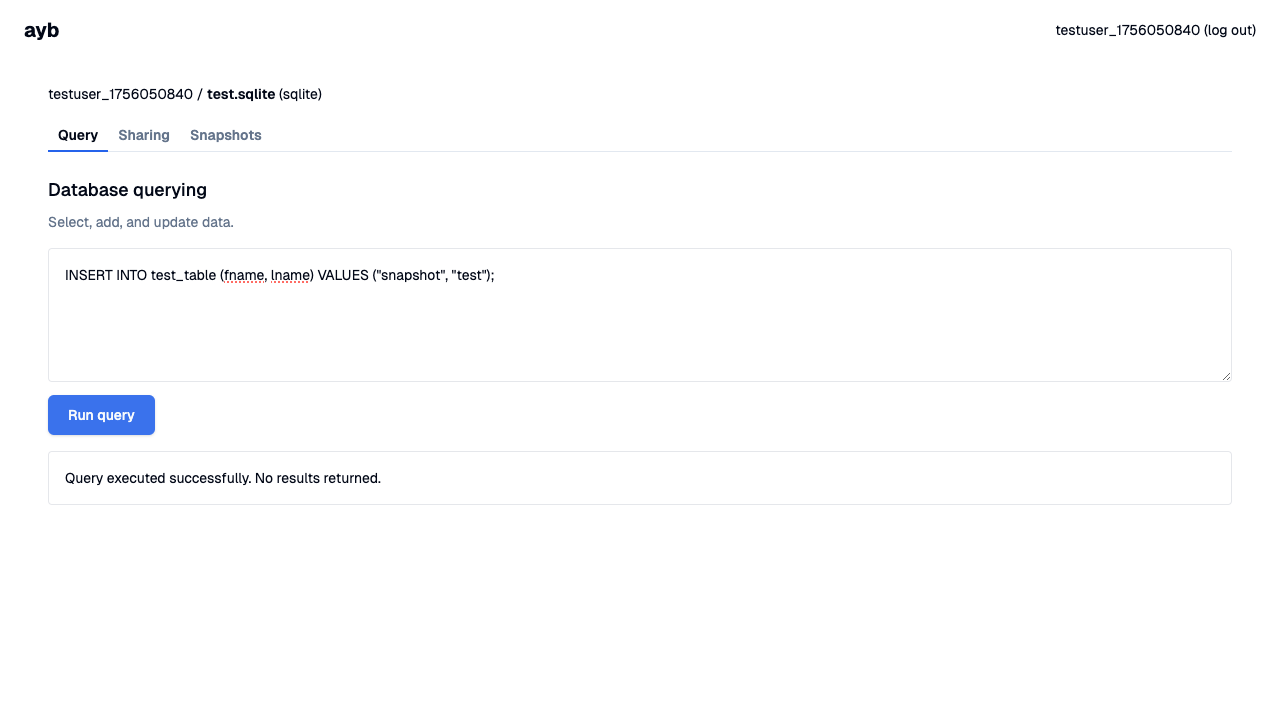 ayb
testuser_1756050840 (log out)
testuser_1756050840 / test.sqlite (sqlite)
Query Sharing Snapshots
Database querying
Select, add, and update data.
INSERT INTO test_table (fname, lname) VALUES ("snapshot", "test");
Run query
Query executed successfully. No results returned.